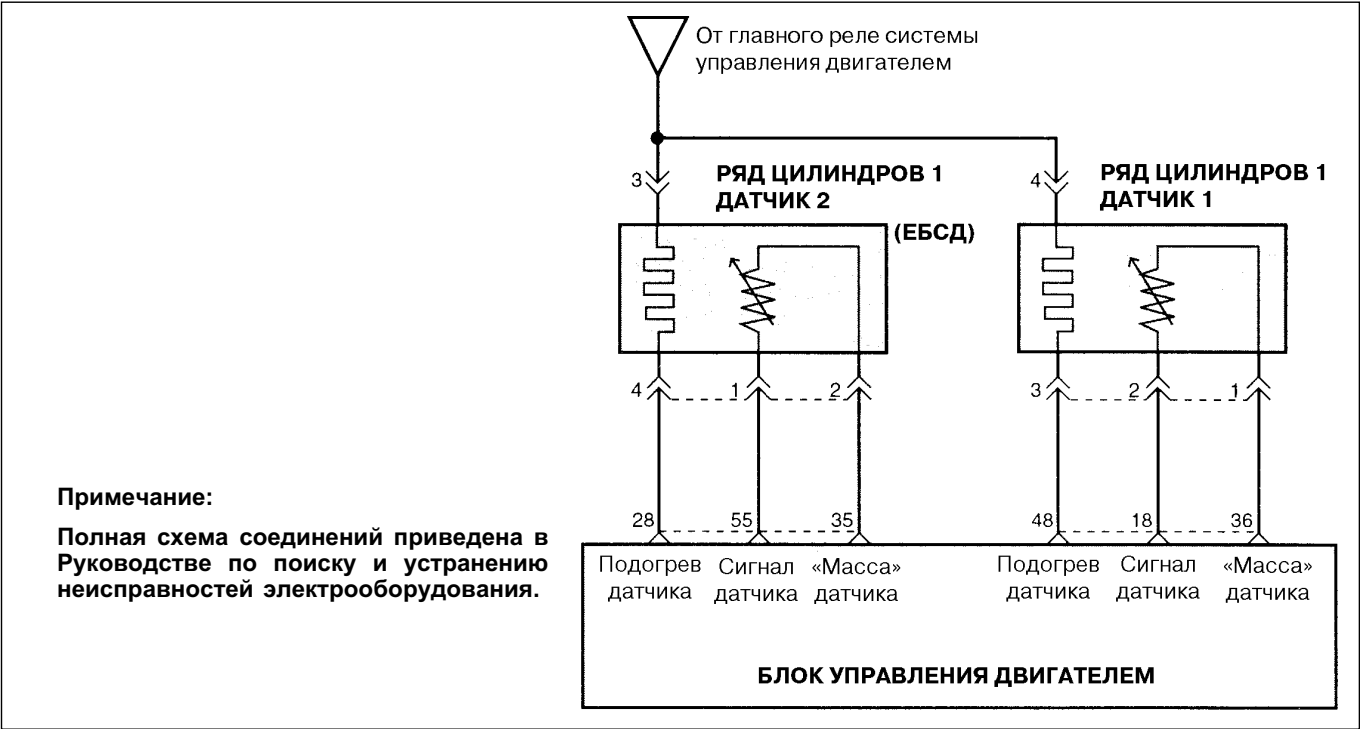 От главного реле системы
управления двигателем
3
РЯД ЦИЛИНДРОВ 1
ДАТЧИК 2
4
РЯД ЦИЛИНДРОВ 1
ДАТЧИК 1
(ЕБСД)
4 1 2
3 2 1
Примечание:
Полная схема соединений приведена в
Руководстве по поиску и устранению
неисправностей электрооборудования.
28 55 35
48 18 36
Подогрев
датчика
Сигнал
датчика
«Масса»
датчика
Подогрев
датчика
Сигнал
датчика
«Масса»
датчика
БЛОК УПРАВЛЕНИЯ ДВИГАТЕЛЕМ